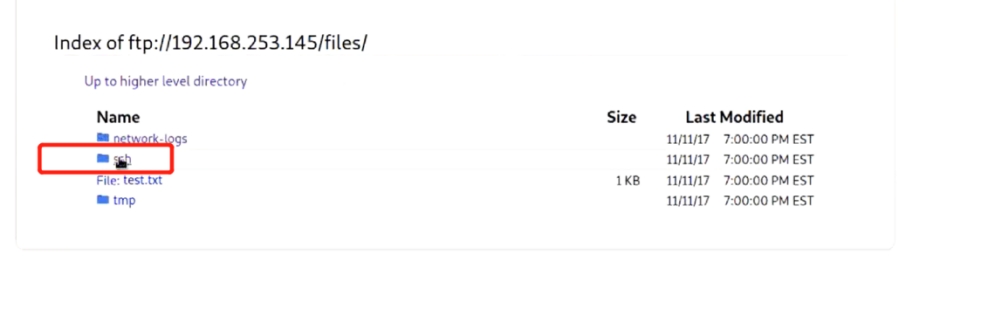 Index of ftp://192.168.253.145/files/
Up to higher level directory
Name Size Last Modified
network-logs 11/11/17 7:00:00 PM EST
ssh 11/11/17 7:00:00 PM EST
File: test.txt 1 KB 11/11/17 7:00:00 PM EST
tmp 11/11/17 7:00:00 PM EST